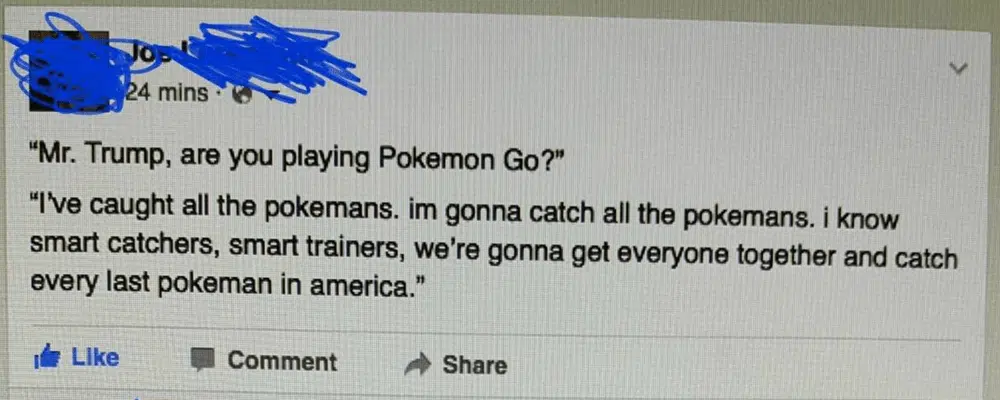 24 mins ·
“Mr. Trump, are you playing Pokemon Go?”
“I've caught all the pokemans. im gonna catch all the pokemans. i know
smart catchers, smart trainers, we're gonna get everyone together and catch
every last pokeman in america.”
Like Comment Share